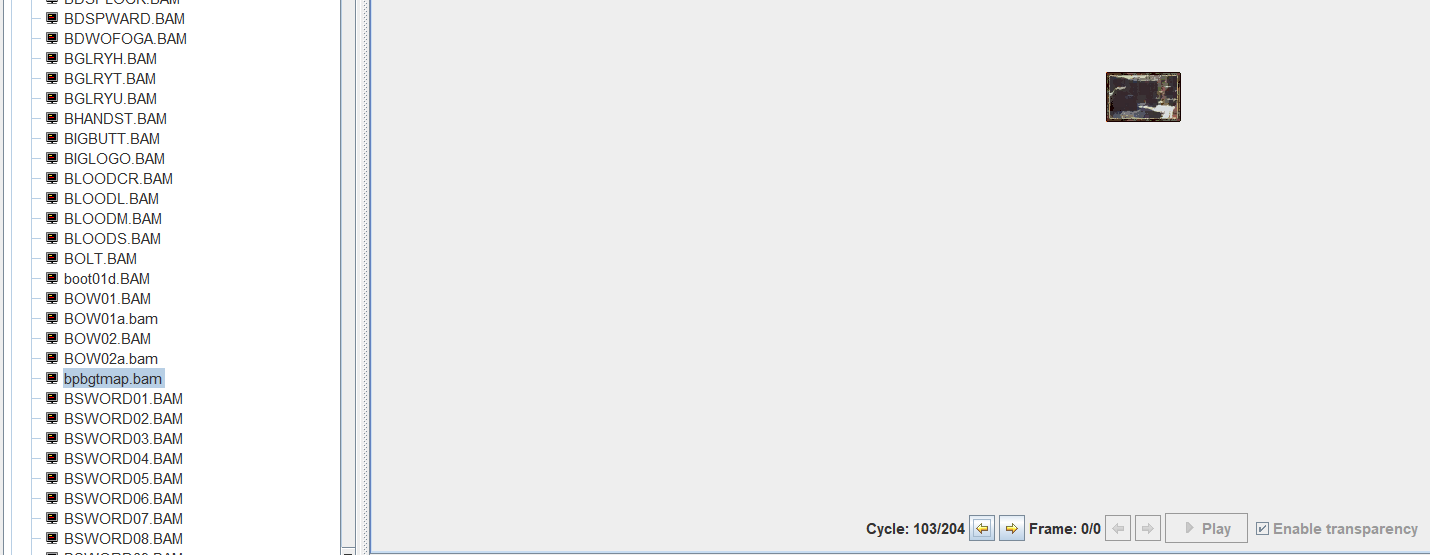 BDSPLOCK.BAM
BDSPWARD.BAM
BDWOFOGA.BAM
BGLRYH.BAM
BGLRYT.BAM
BGLRYU.BAM
BHANDST.BAM
BIGBUTT.BAM
BIGLOGO.BAM
BLOODCR.BAM
BLOODL.BAM
BLOODM.BAM
BLOODS.BAM
BOLT.BAM
boot01d.BAM
BOW01.BAM
BOW01a.bam
BOW02.BAM
BOW02a.bam
bpbgtmap.bam
BSWORD01.BAM
BSWORD02.BAM
BSWORD03.BAM
BSWORD04.BAM
BSWORD05.BAM
BSWORD06.BAM
BSWORD07.BAM
BSWORD08.BAM
Cycle: 103/204 Frame: 0/0 Play Enable transparency